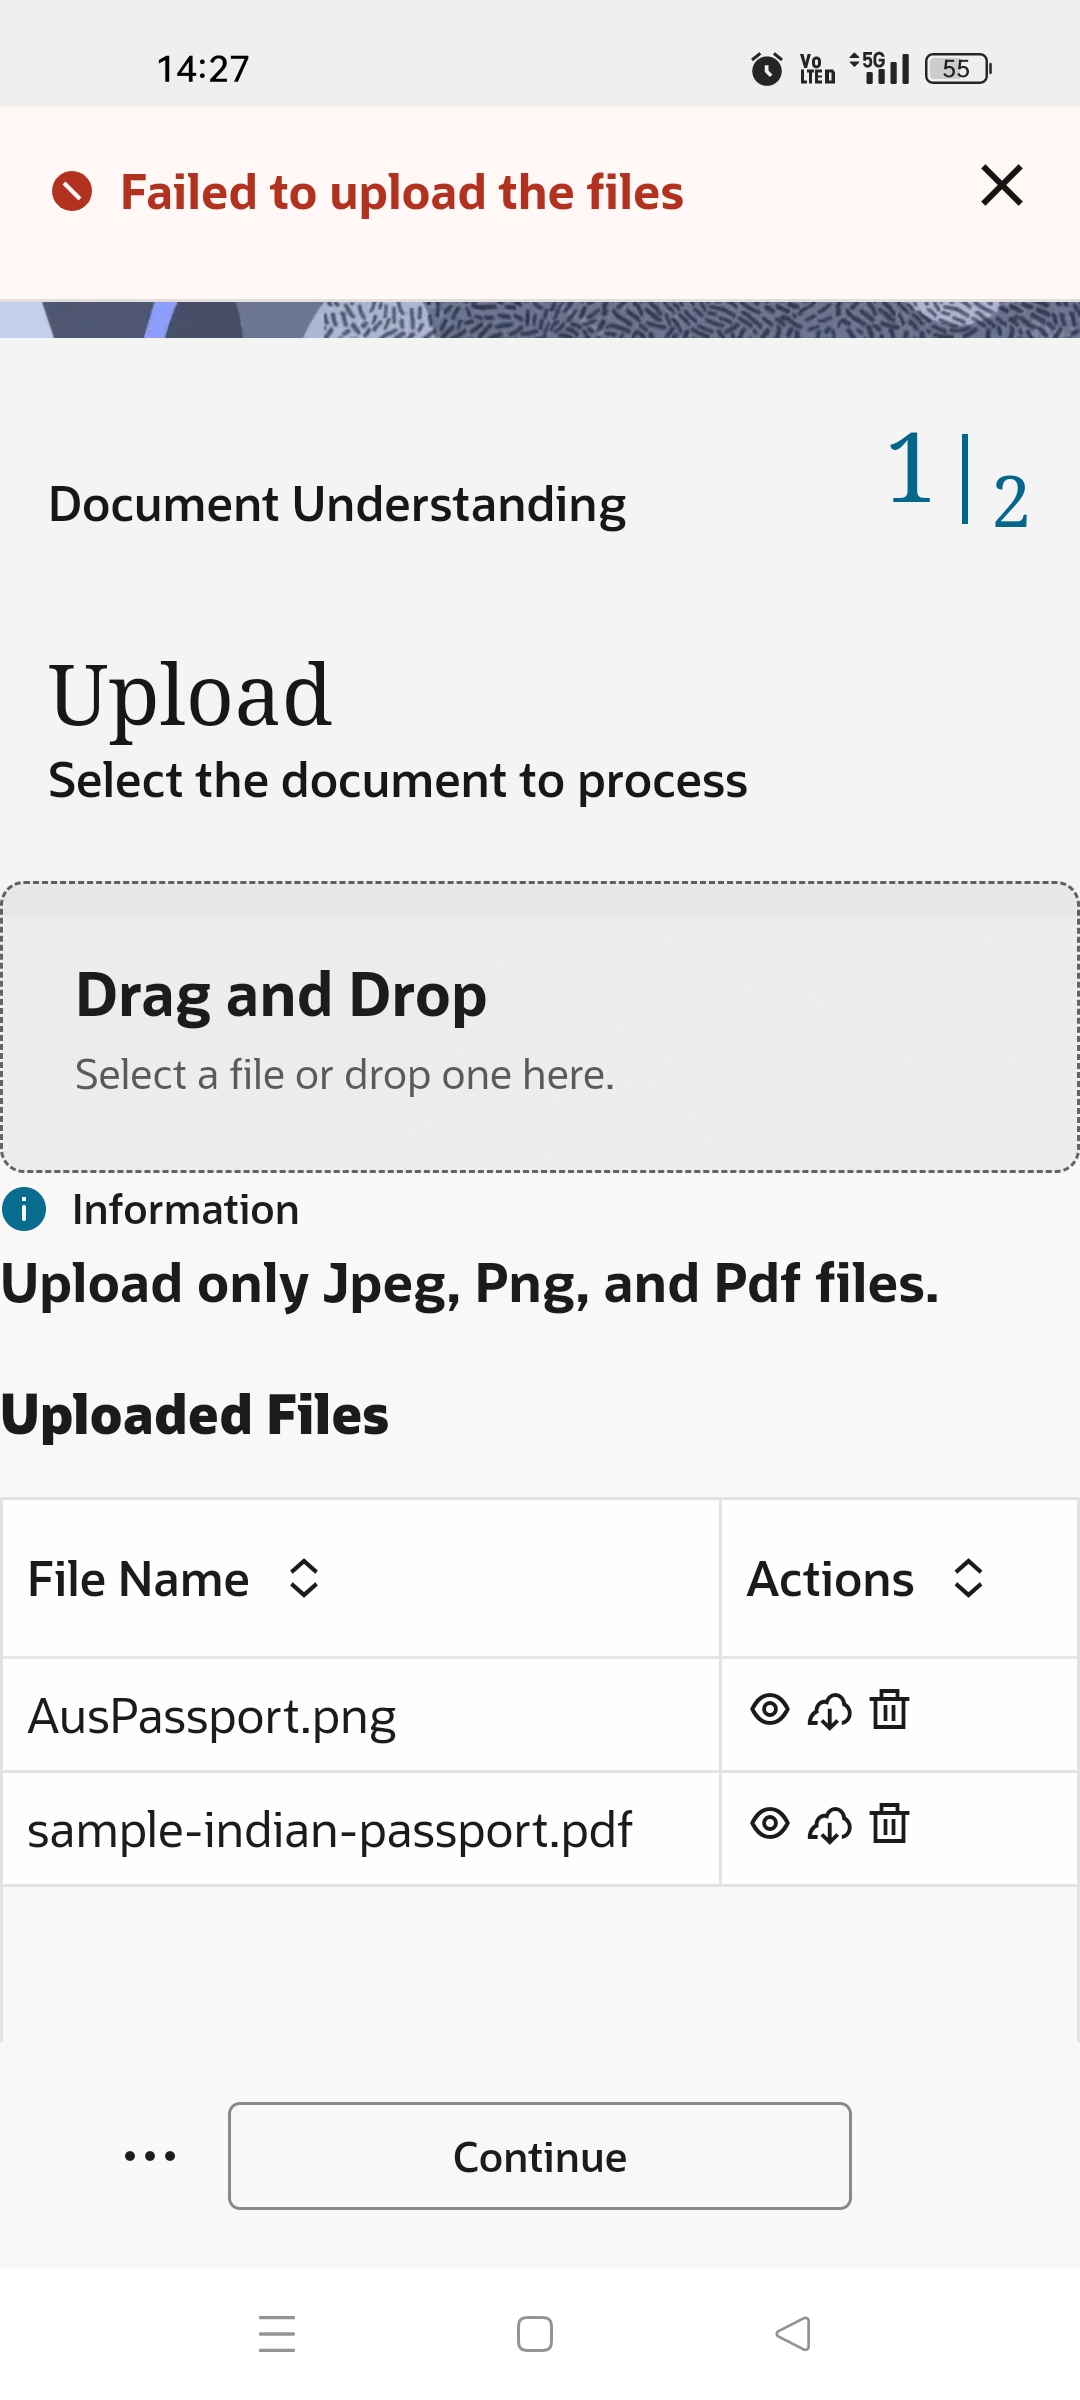 14:27
Vo
LTE D
5G
55
Failed to upload the files
Document Understanding
1 | 2
Upload
Select the document to process
Drag and Drop
Select a file or drop one here.
Information
Upload only Jpeg, Png, and Pdf files.
Uploaded Files
File Name
Actions
AusPassport.png
sample-indian-passport.pdf
Continue